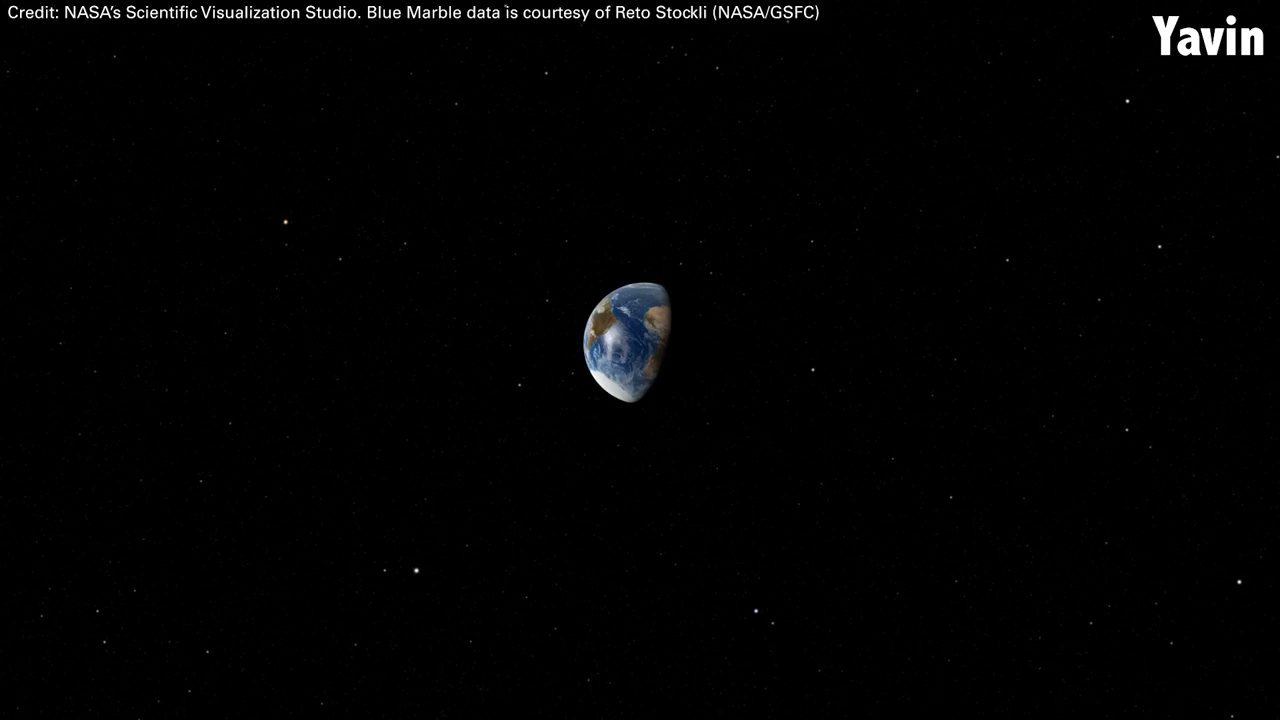 Credit: NASA's Scientific Visualization Studio. Blue Marble data is courtesy of Reto Stockli (NASA/GSFC)
Yavin